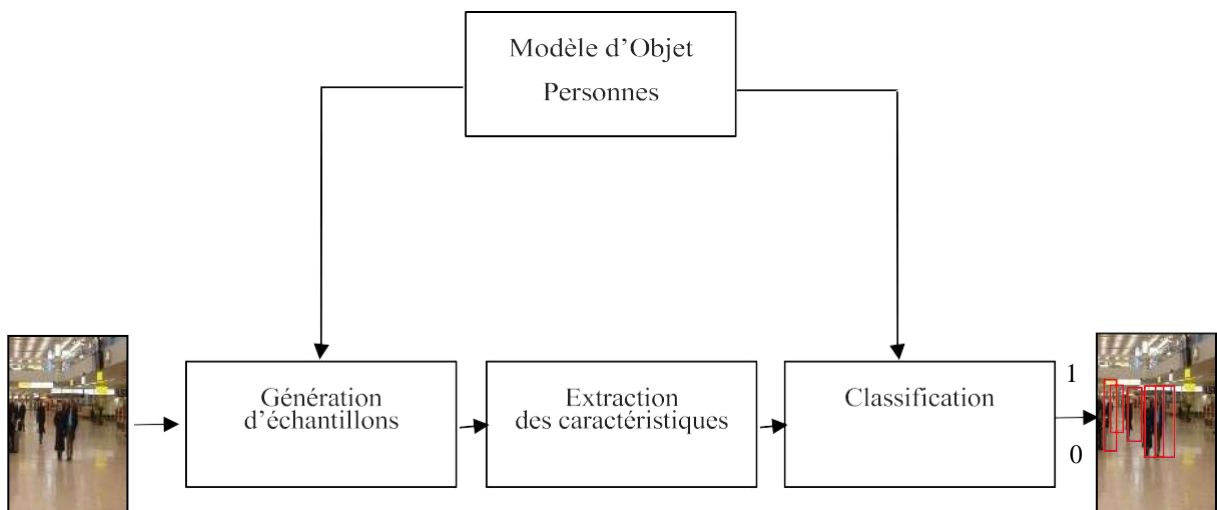 Modèle d'Objet
Personnes
Génération
d'échantillons
Extraction
des caractéristiques
Classification
1
0